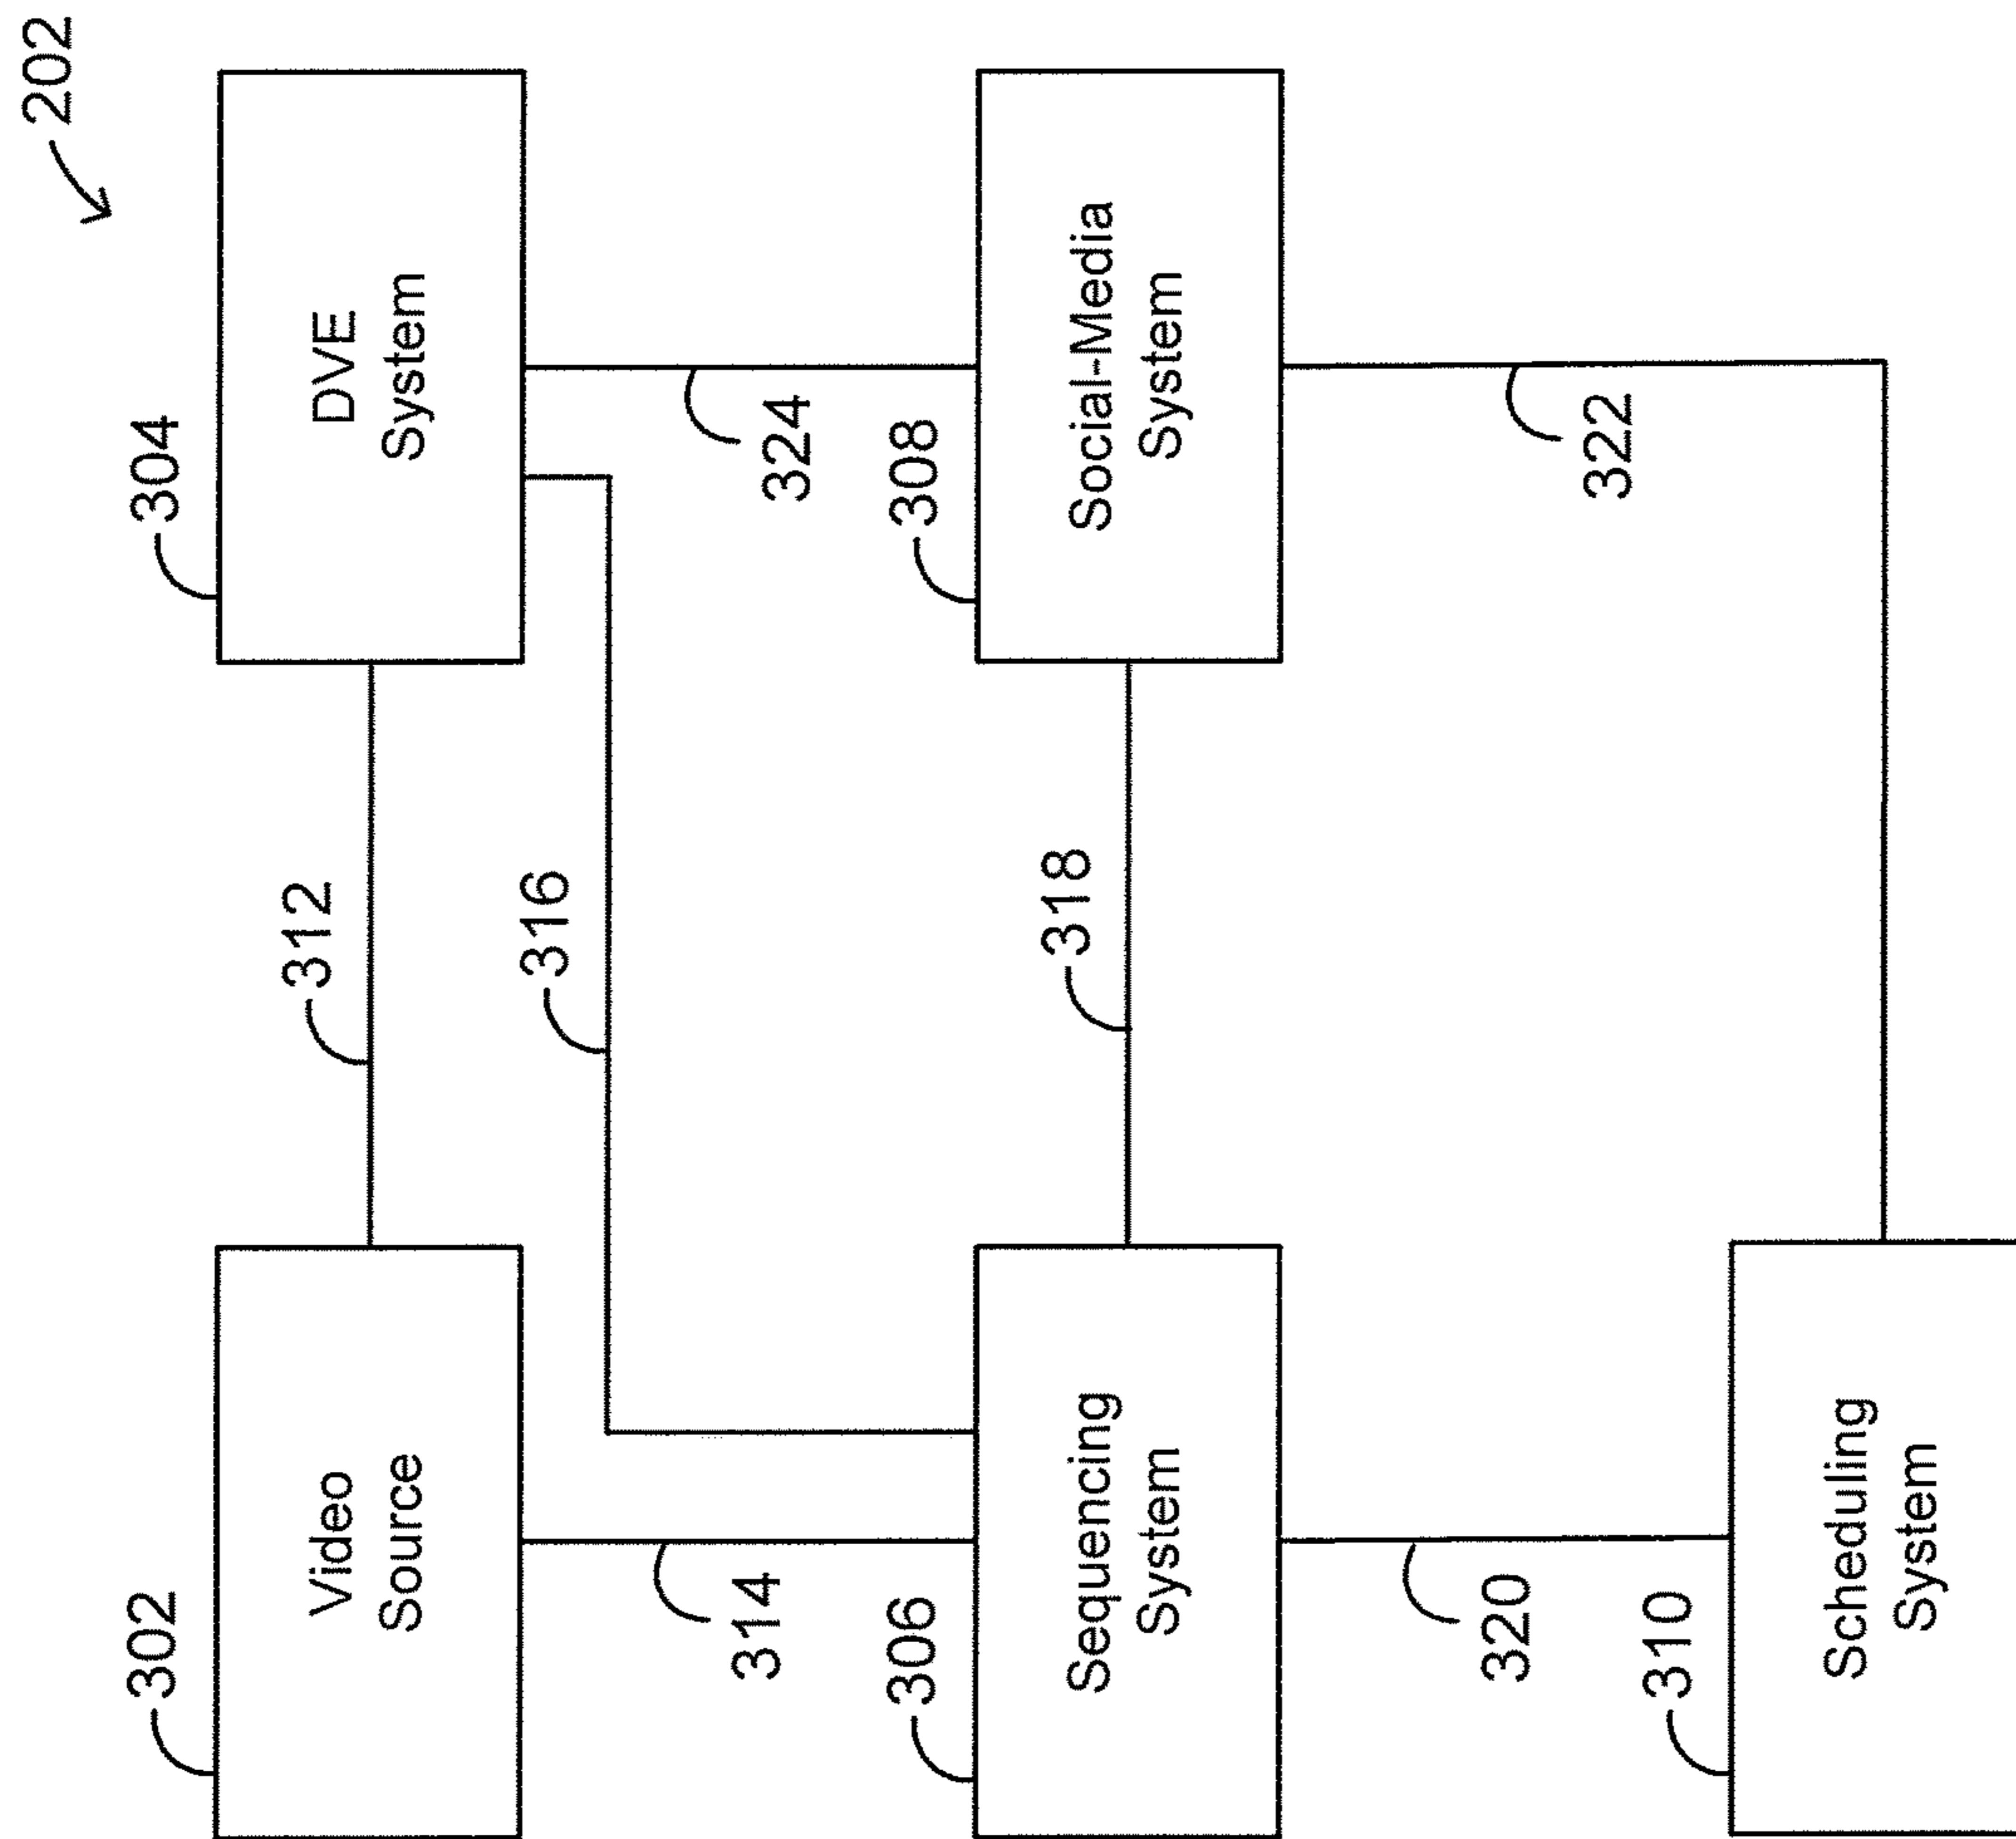 202
302
Video
Source
312
304
DVE
System
314
316
324
306
Sequencing
System
318
308
Social-Media
System
320
322
310
Scheduling
System